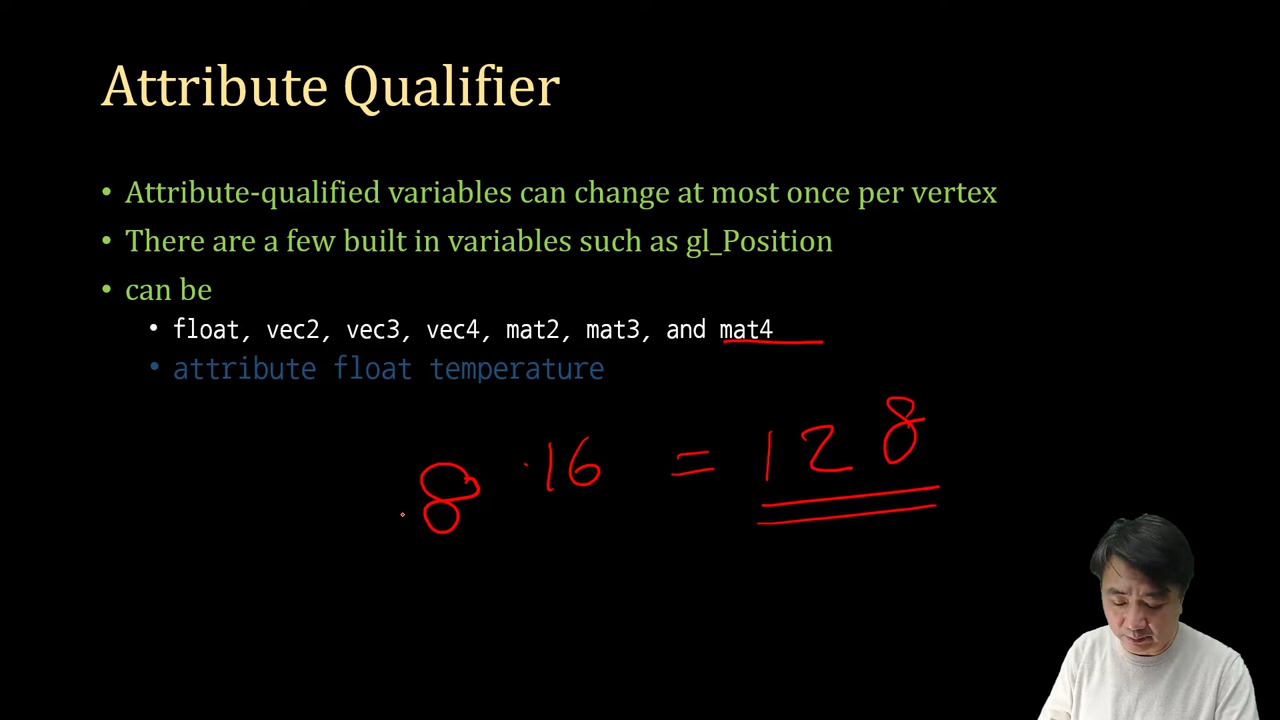 Attribute Qualifier
• Attribute-qualified variables can change at most once per vertex
• There are a few built in variables such as gl_Position
• can be
• float, vec2, vec3, vec4, mat2, mat3, and mat4
• attribute float temperature
8 · 16 = 128